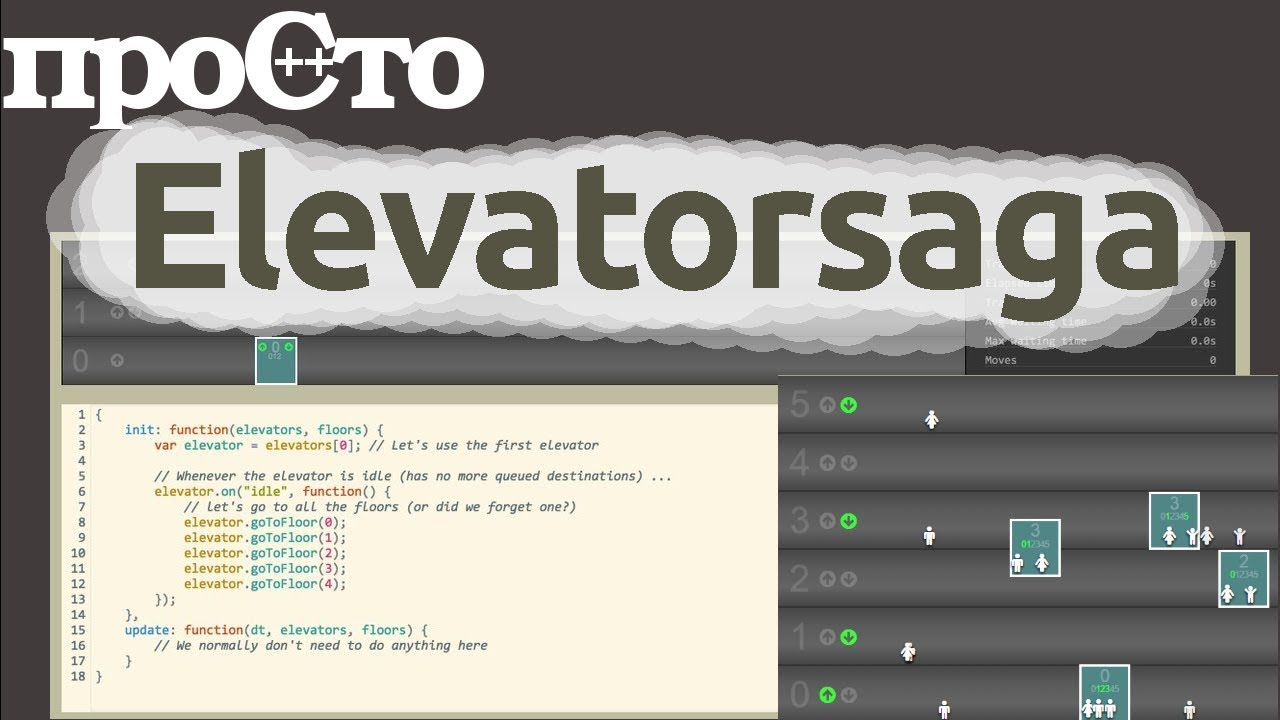 проС++то
Elevatorsaga
0
0s
0.00
Avg waiting time 0.0s
Max waiting time 0.0s
Moves 0
1
0
0
012
1 {
2 init: function(elevators, floors) {
3 var elevator = elevators[0]; // Let's use the first elevator
4
5 // Whenever the elevator is idle (has no more queued destinations) ...
6 elevator.on("idle", function() {
7 // let's go to all the floors (or did we forget one?)
8 elevator.goToFloor(0);
9 elevator.goToFloor(1);
10 elevator.goToFloor(2);
11 elevator.goToFloor(3);
12 elevator.goToFloor(4);
13 });
14 },
15 update: function(dt, elevators, floors) {
16 // We normally don't need to do anything here
17 }
18 }
5
4
3
3
012345
3
012345
2
2
012345
1
0
0
012345